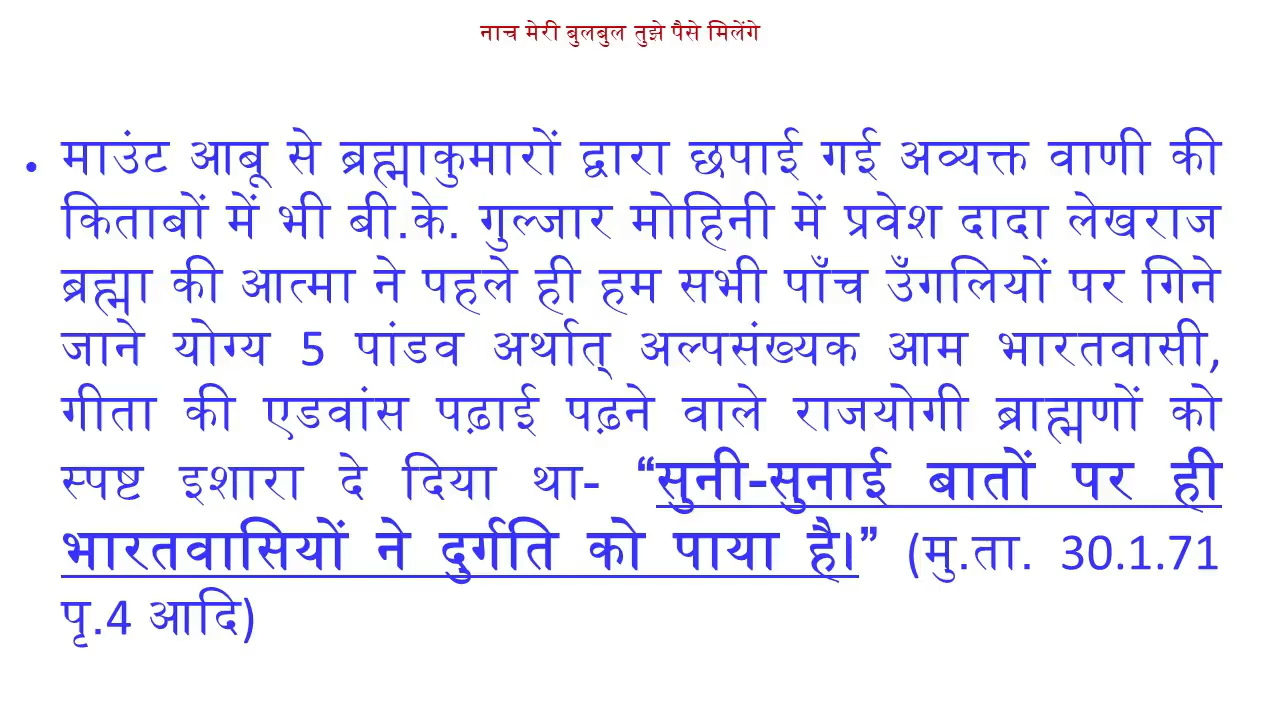 नाच मेरी बुलबुल तुझे पैसे मिलेंगे
• माउंट आबू से ब्रह्माकुमारों द्वारा छपाई गई अव्यक्त वाणी की
किताबों में भी बी.के. गुल्जार मोहिनी में प्रवेश दादा लेखराज
ब्रह्मा की आत्मा ने पहले ही हम सभी पाँच उँगलियों पर गिने
जाने योग्य 5 पांडव अर्थात् अल्पसंख्यक आम भारतवासी,
गीता की एडवांस पढ़ाई पढ़ने वाले राजयोगी ब्राह्मणों को
स्पष्ट इशारा दे दिया था- “सुनी-सुनाई बातों पर ही
भारतवासियों ने दुर्गति को पाया है।” (मु.ता. 30.1.71
पृ.4 आदि)